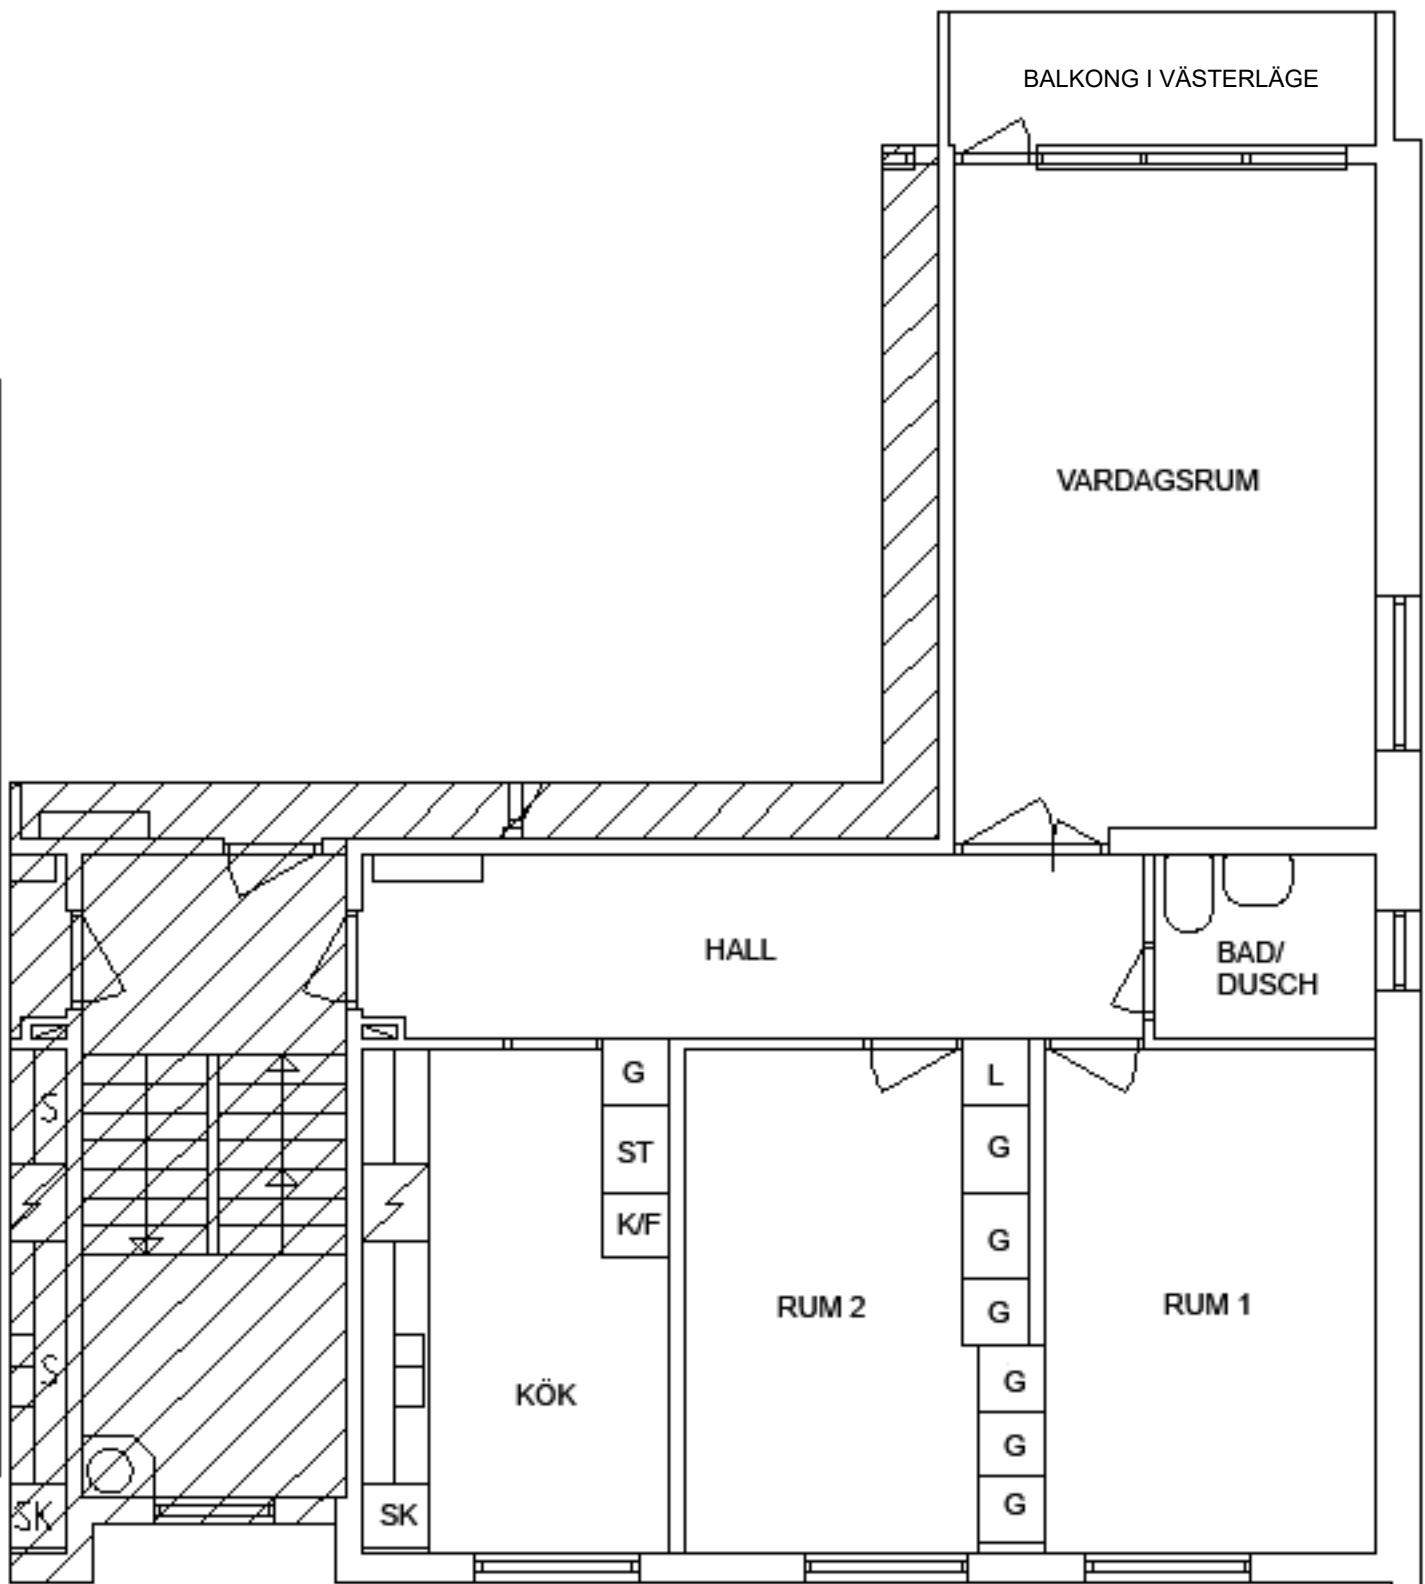 BALKONG I VÄSTERLÄGE
VARDAGSRUM
HALL
BAD/
DUSCH
G
ST
K/F
L
G
G
G
G
G
G
RUM 2
RUM 1
KÖK
SK
S
S
SK